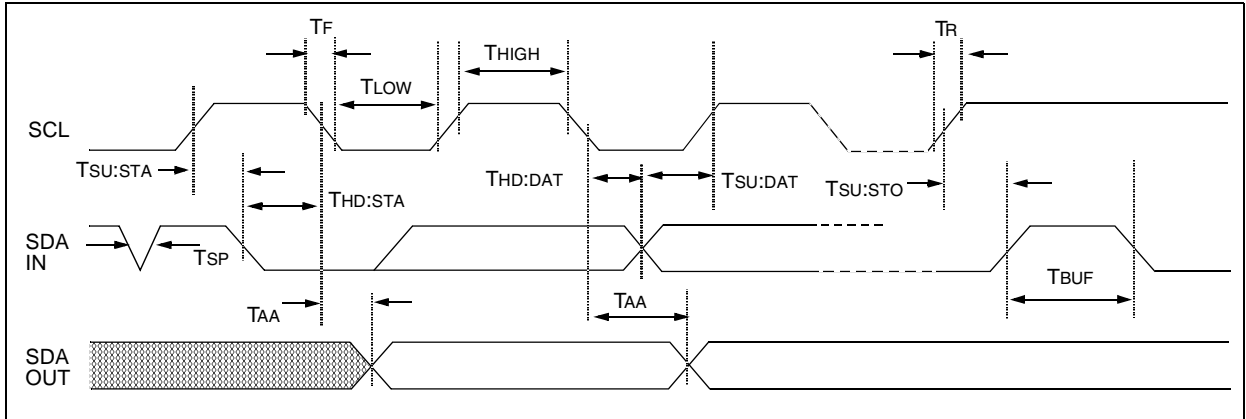 TF
TR
THIGH
TLOW
SCL
TSU:STA
THD:DAT
TSU:DAT
TSU:STO
THD:STA
SDA
IN
TSP
TBUF
TAA
TAA
SDA
OUT